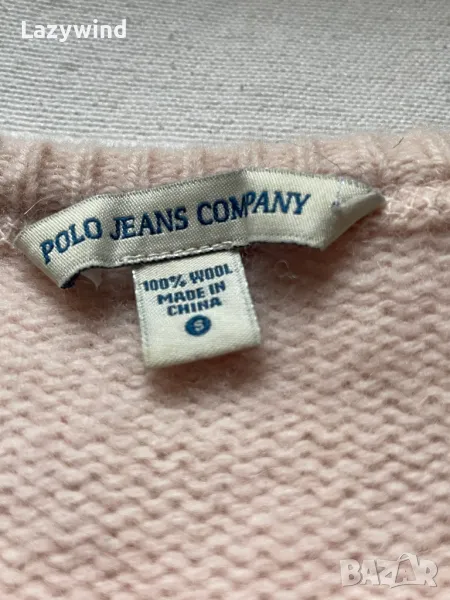 Lazywind
POLO JEANS COMPANY
100% WOOL
MADE IN
CHINA
S
BAZAR